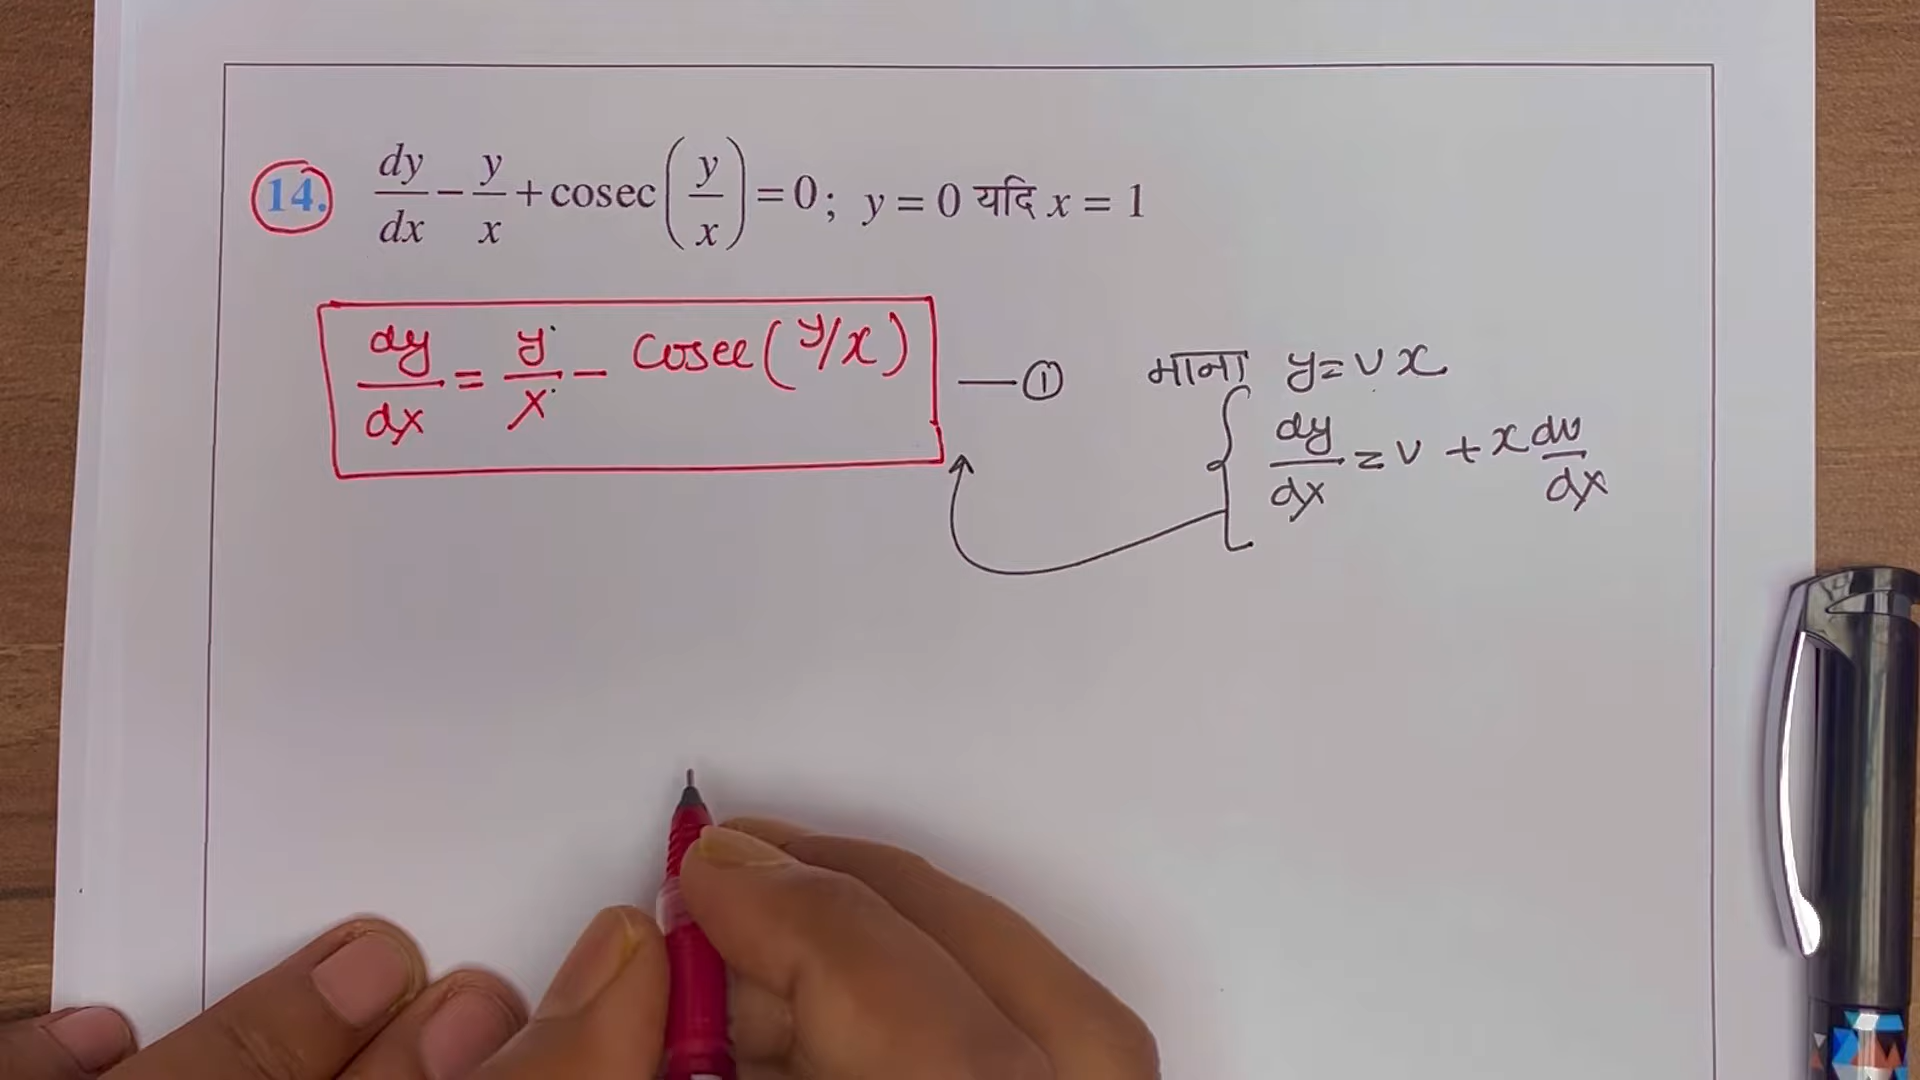 14. dy/dx - y/x + cosec(y/x) = 0; y = 0 यदि x = 1
dy/dx = y/x - cosec(y/x) — ①
माना y = vx
dy/dx = v + x dv/dx